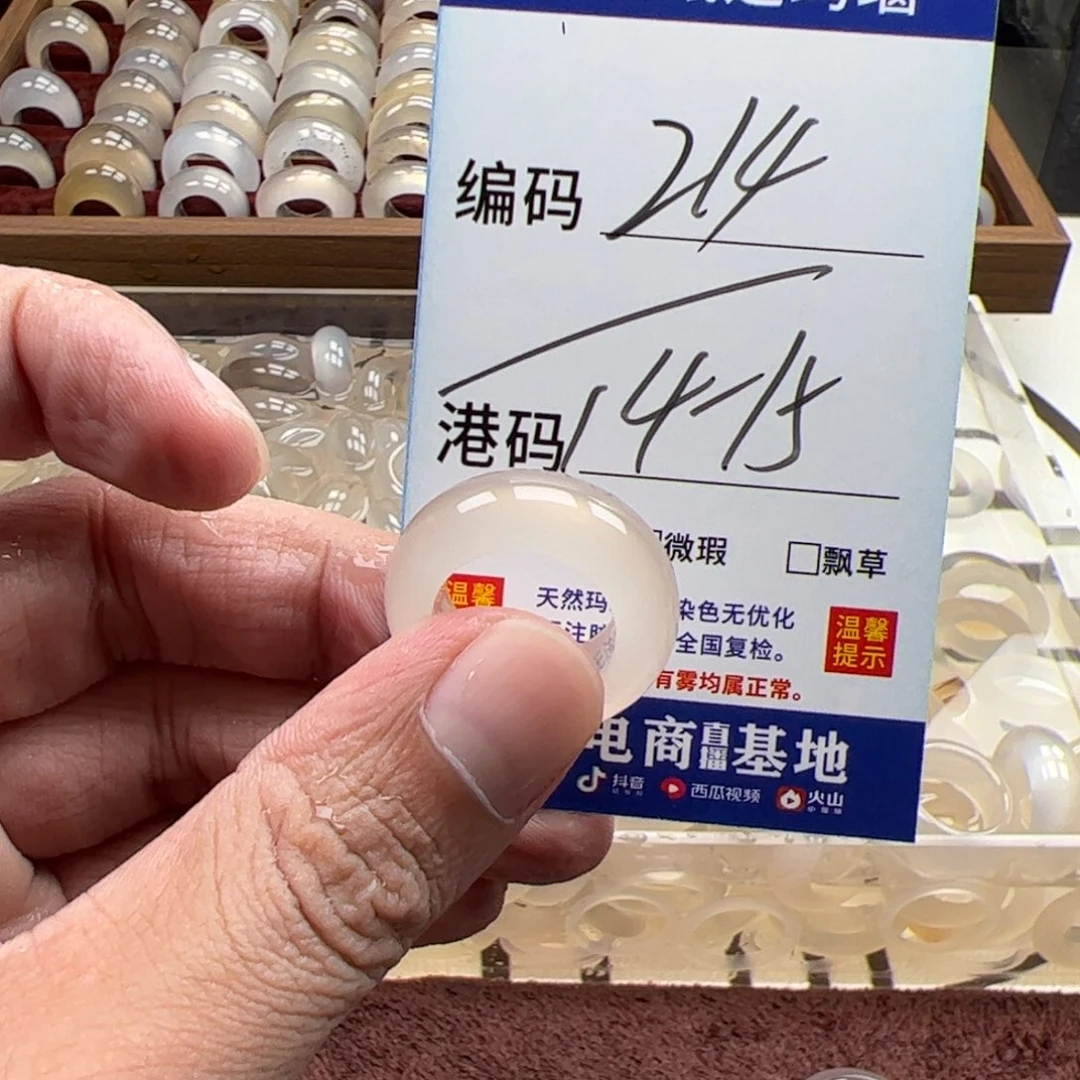 编码 214
港码 14-15
微瑕 □飘草
温馨 天然玛 染色无优化 温馨
注胶 全国复检。 提示
有雾均属正常。
电商直播基地
抖音 西瓜视频 火山